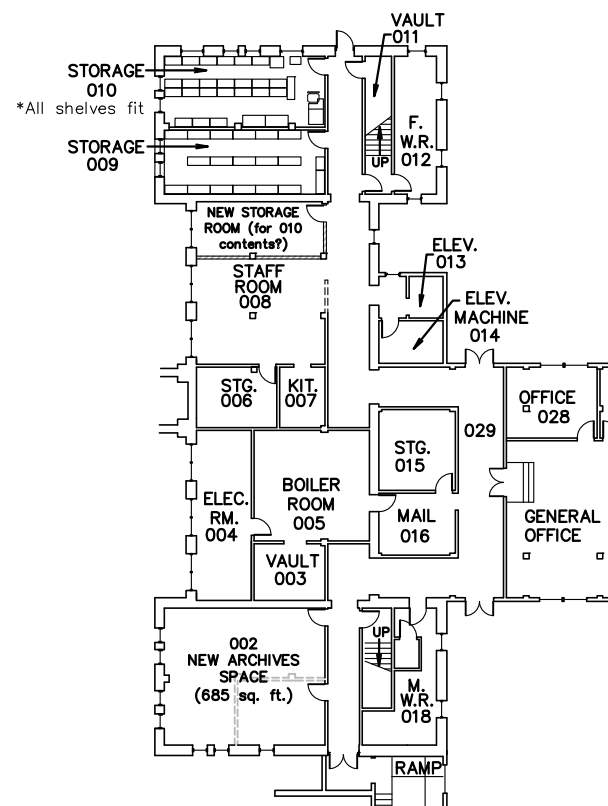 VAULT
011
STORAGE
010
*All shelves fit
F.
W.R.
012
UP
STORAGE
009
NEW STORAGE
ROOM (for 010
contents?)
ELEV.
013
STAFF
ROOM
008
ELEV.
MACHINE
014
STG.
006
KIT.
007
OFFICE
028
029
STG.
015
BOILER
ROOM
005
ELEC.
RM.
004
MAIL
016
GENERAL
OFFICE
VAULT
003
UP
002
NEW ARCHIVES
SPACE
(685 sq. ft.)
M.
W.R.
018
RAMP